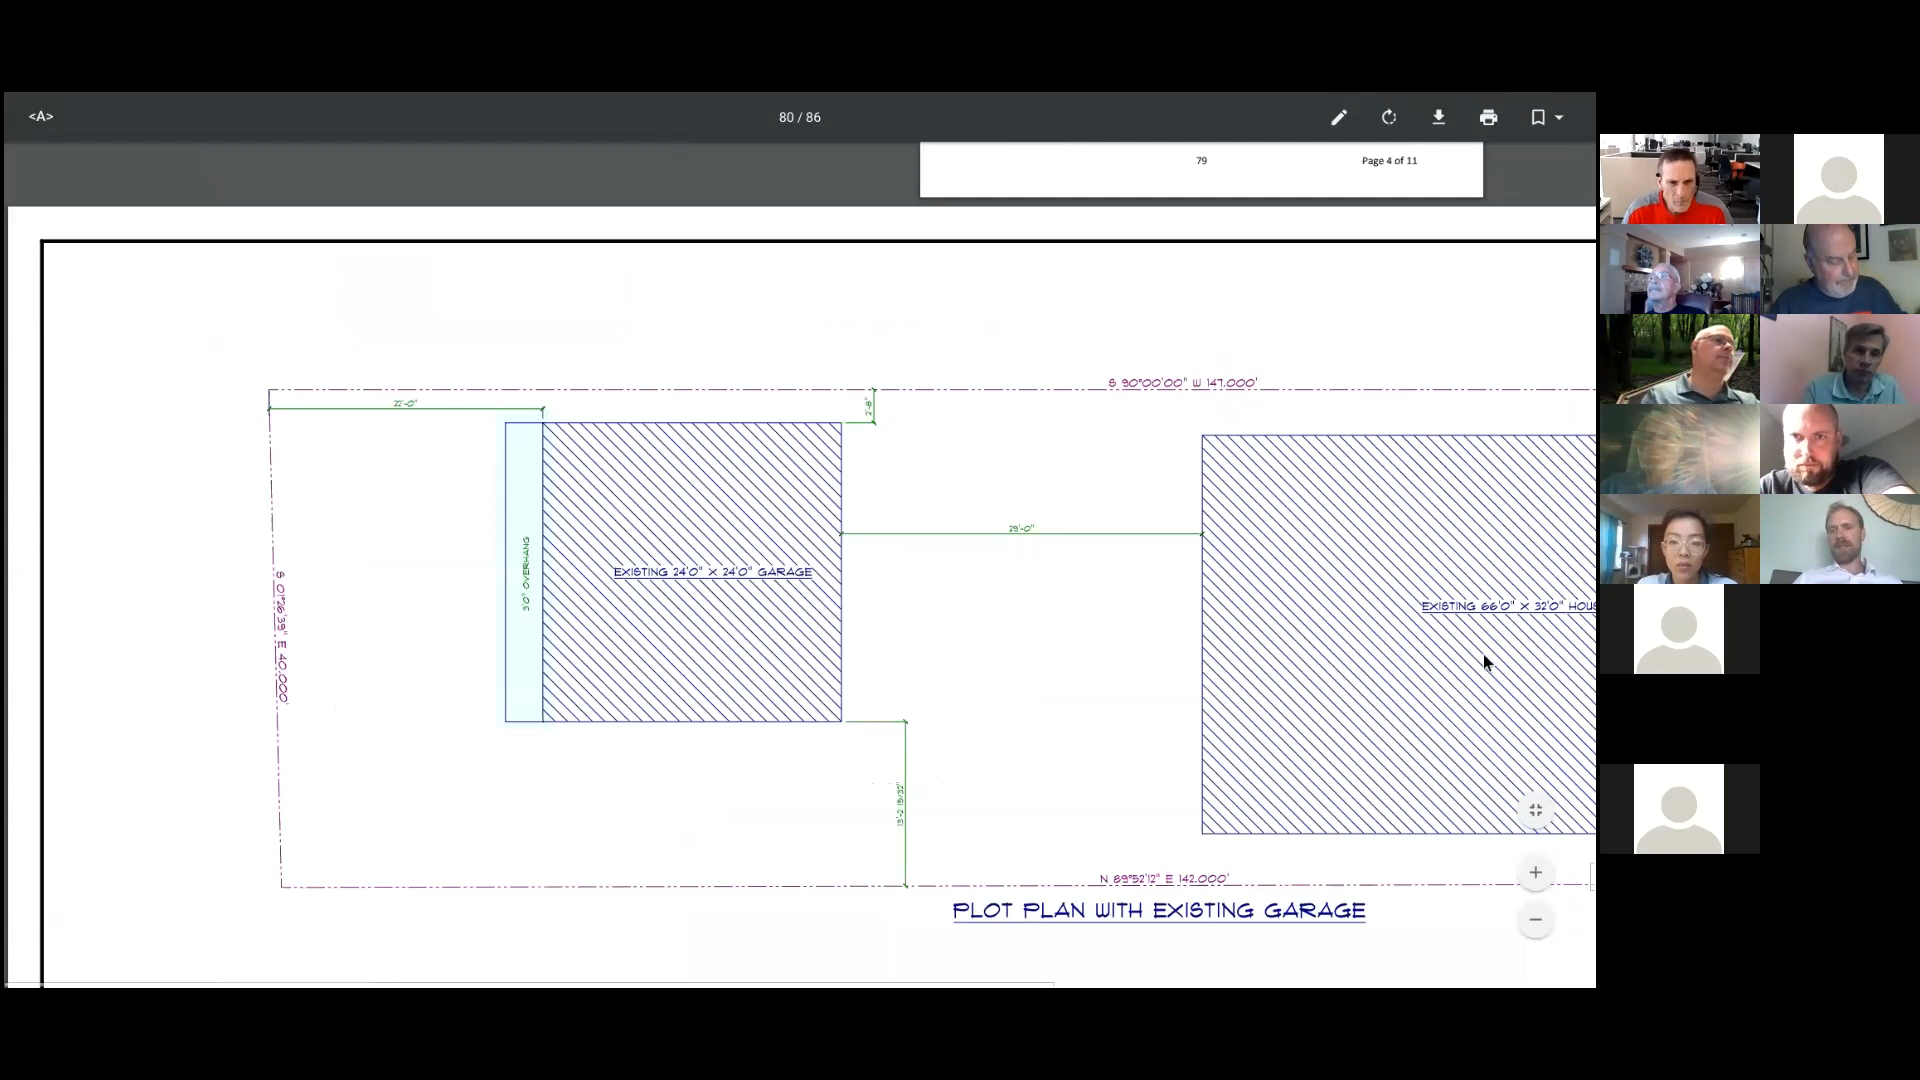 <A>
80 / 86
79
Page 4 of 11
S 90°00'00" W 147.000'
22'-0"
2'-8"
29'-0"
3'0" OVERHANG
EXISTING 24'0" X 24'0" GARAGE
S 01°26'39" E 40.000'
EXISTING 66'0" X 32'0" HOUS
13'-2 15/32"
N 89°52'12" E 142.000'
PLOT PLAN WITH EXISTING GARAGE